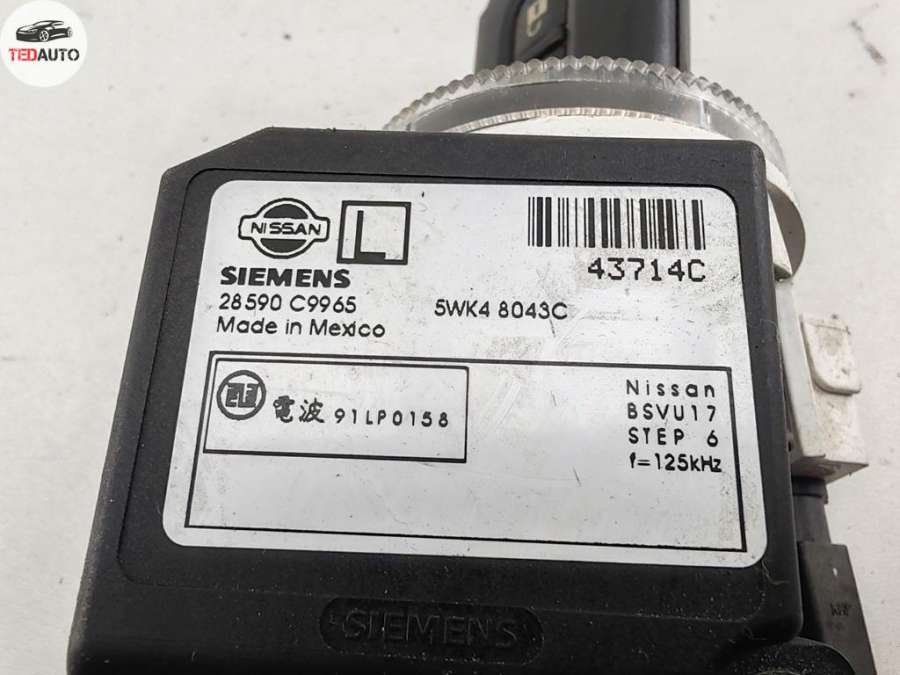 TEDAUTO
NISSAN
L
SIEMENS
28590 C9965
5WK4 8043C
Made in Mexico
43714C
電波 91LP0158
Nissan
BSVU17
STEP 6
f=125kHz
SIEMENS